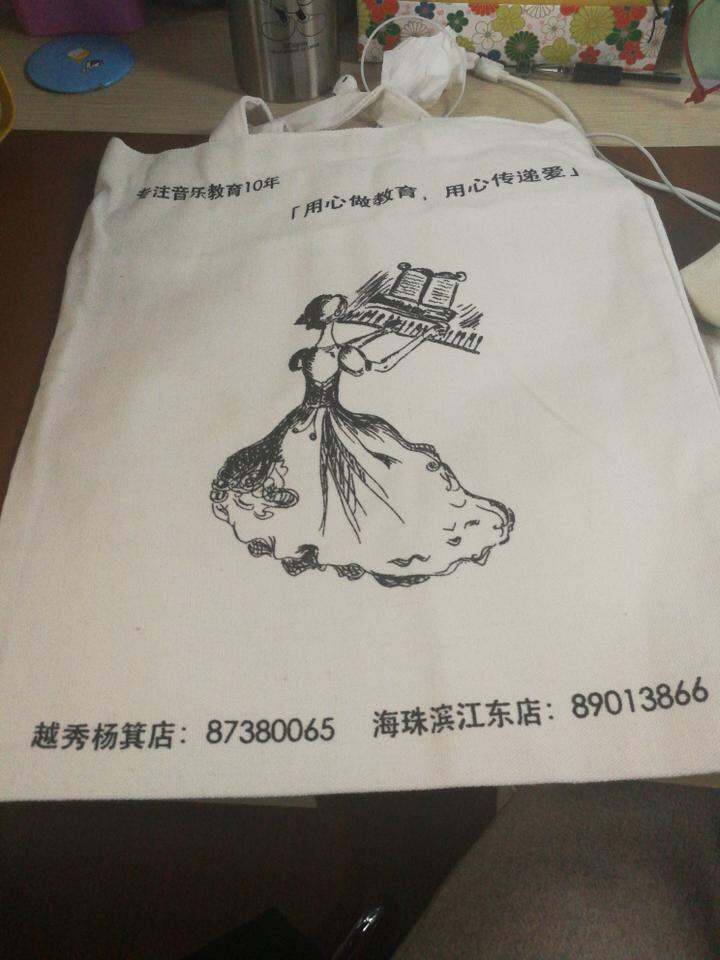 专注音乐教育10年
「用心做教育，用心传递爱」
越秀杨箕店：87380065 海珠滨江东店：89013866